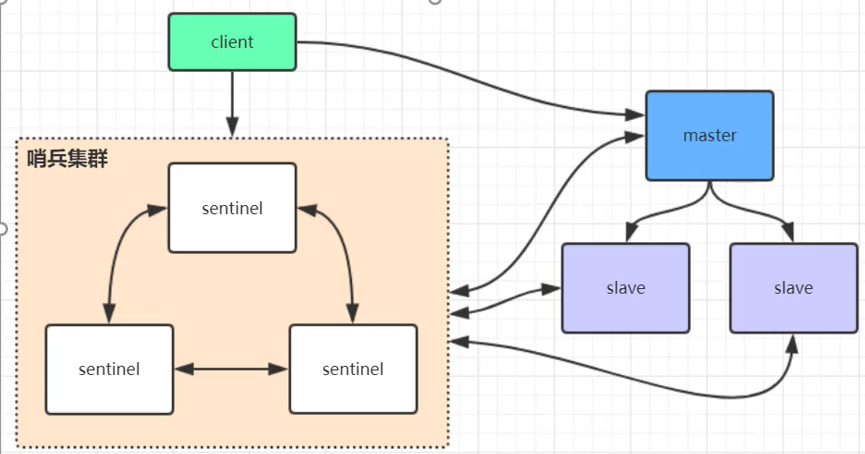 client
master
哨兵集群
sentinel
slave
slave
sentinel
sentinel